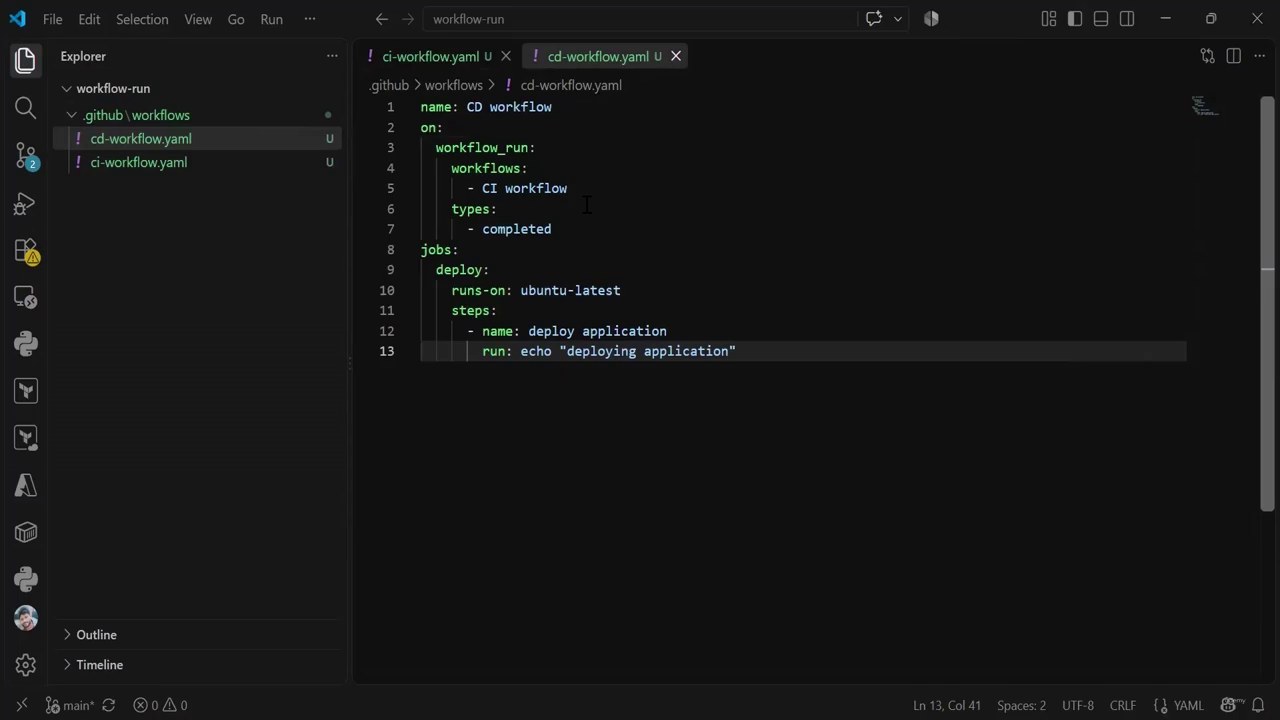 File Edit Selection View Go Run ···
workflow-run
Explorer
ci-workflow.yaml U
cd-workflow.yaml U
.github > workflows > ! cd-workflow.yaml
workflow-run
.github\workflows
! cd-workflow.yaml U
! ci-workflow.yaml U
2
1 name: CD workflow
2 on:
3 workflow_run:
4 workflows:
5 - CI workflow
6 types:
7 - completed
8 jobs:
9 deploy:
10 runs-on: ubuntu-latest
11 steps:
12 - name: deploy application
13 run: echo "deploying application"
Outline
Timeline
main* 0 0
Ln 13, Col 41 Spaces: 2 UTF-8 CRLF {} YAML